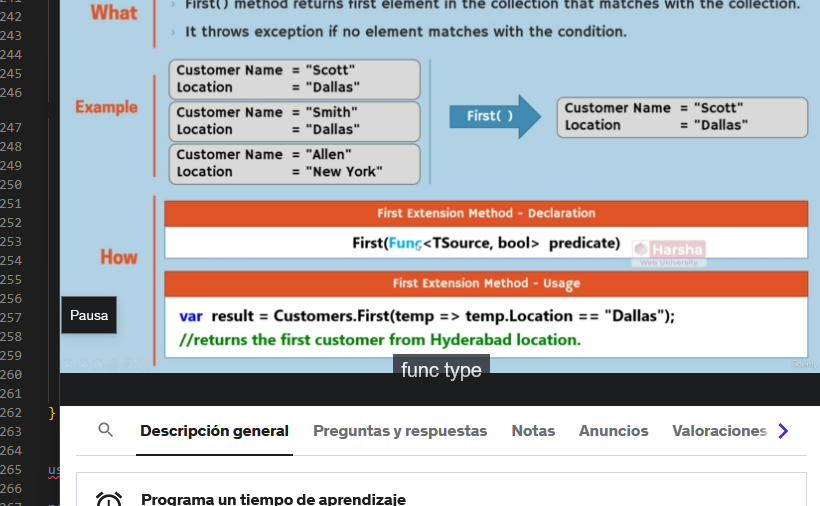 241
242
243
244
245
246
247
248
249
250
251
252
253
254
255
256
257
258
259
260
261
262 }
263
264
265 us
266
267
What
› First() method returns first element in the collection that matches with the collection.
› It throws exception if no element matches with the condition.
Example
Customer Name = "Scott"
Location = "Dallas"
Customer Name = "Smith"
Location = "Dallas"
Customer Name = "Allen"
Location = "New York"
First( )
Customer Name = "Scott"
Location = "Dallas"
How
First Extension Method - Declaration
First(Func<TSource, bool> predicate)
Harsha
Web University
First Extension Method - Usage
var result = Customers.First(temp => temp.Location == "Dallas");
//returns the first customer from Hyderabad location.
Pausa
func type
Descripción general Preguntas y respuestas Notas Anuncios Valoraciones
Programa un tiempo de aprendizaje